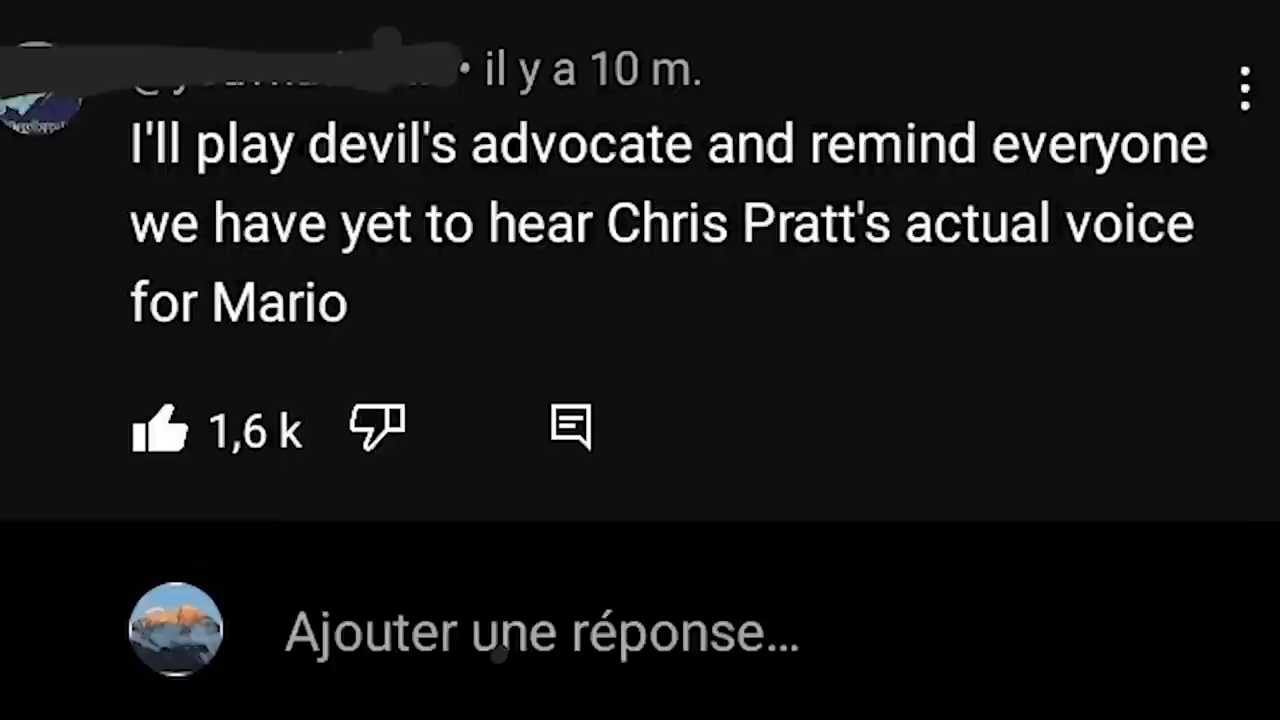 • il y a 10 m.
I'll play devil's advocate and remind everyone
we have yet to hear Chris Pratt's actual voice
for Mario
1,6 k
Ajouter une réponse...